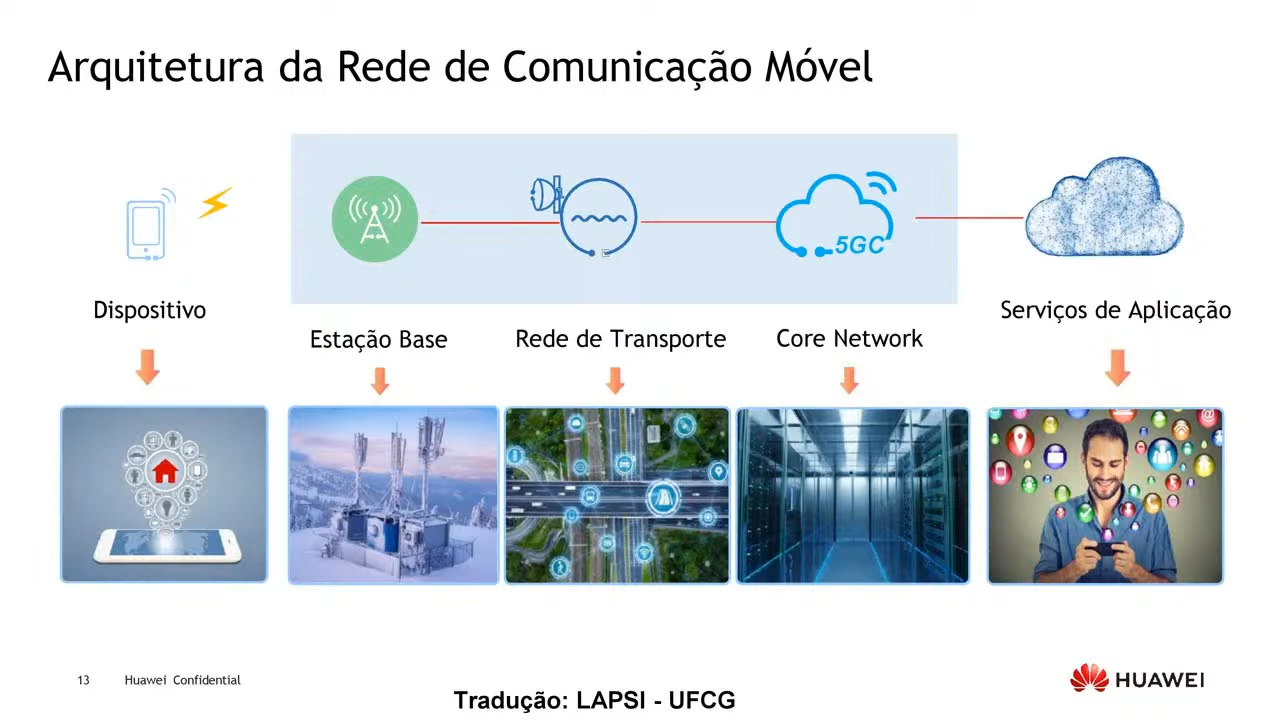 Arquitetura da Rede de Comunicação Móvel
5GC
Dispositivo
Estação Base
Rede de Transporte
Core Network
Serviços de Aplicação
@
13
Huawei Confidential
HUAWEI
Tradução: LAPSI - UFCG